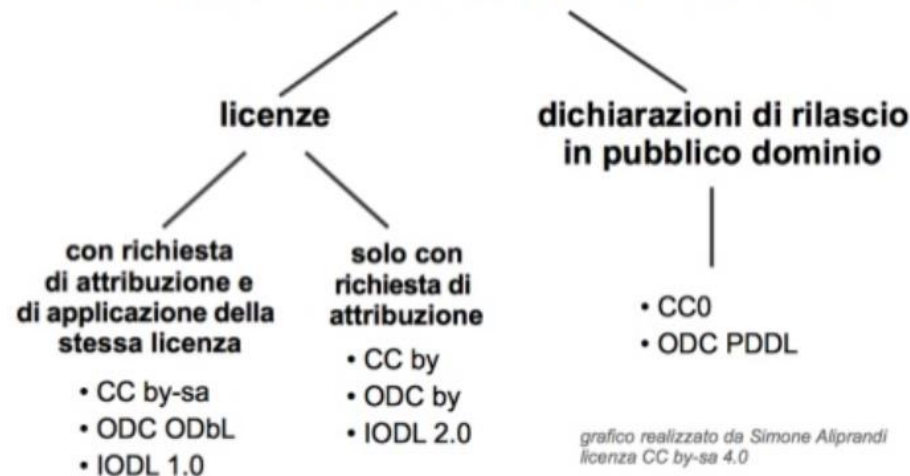 licenze
dichiarazioni di rilascio
in pubblico dominio
con richiesta
di attribuzione e
di applicazione della
stessa licenza
• CC by-sa
• ODC ODbL
• IODL 1.0
solo con
richiesta di
attribuzione
• CC by
• ODC by
• IODL 2.0
• CC0
• ODC PDDL
grafico realizzato da Simone Aliprandi
licenza CC by-sa 4.0